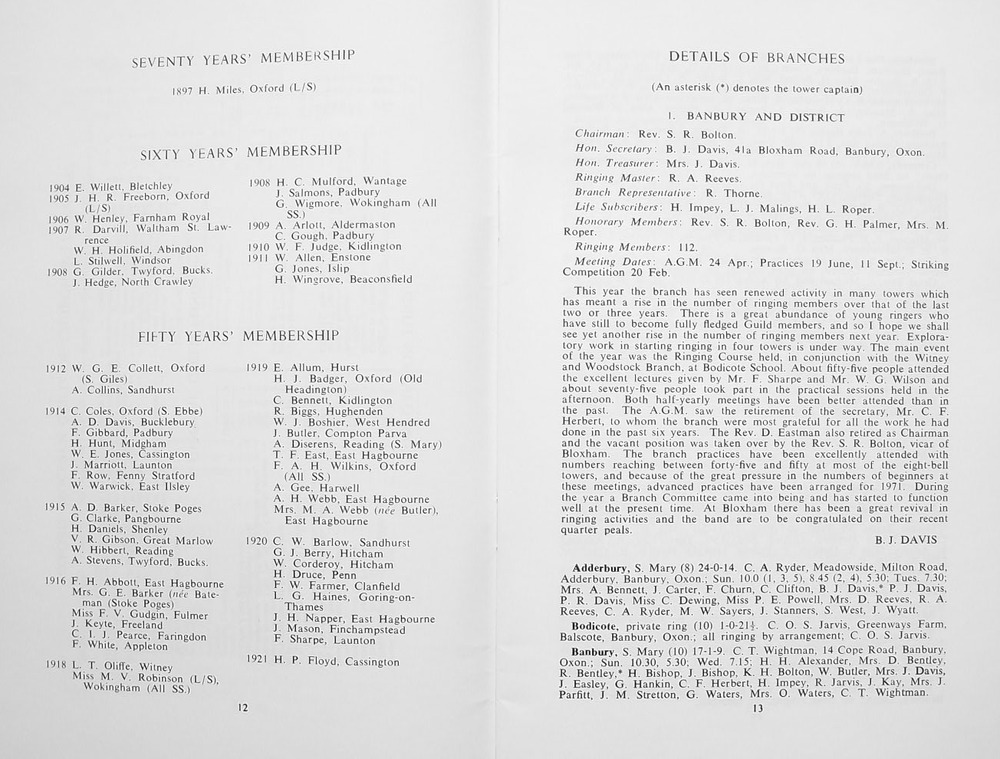 SEVENTY YEARS' MEMBERSHIP
1897 H. Miles, Oxford (L/S)
SIXTY YEARS' MEMBERSHIP
1904 E. Willett, Bletchley
1905 J. H. R. Freeborn, Oxford
(L/S)
1906 W. Henley, Farnham Royal
1907 R. Darvill, Waltham St. Law-
rence
W. H. Holifield, Abingdon
L. Stilwell, Windsor
1908 G. Gilder, Twyford, Bucks.
J. Hedge, North Crawley
1908 H. C. Mulford, Wantage
J. Salmons, Padbury
G. Wigmore, Wokingham (All
SS.)
1909 A. Arlott, Aldermaston
C. Gough, Padbury
1910 W. F. Judge, Kidlington
1911 W. Allen, Enstone
G. Jones, Islip
H. Wingrove, Beaconsfield
FIFTY YEARS' MEMBERSHIP
1912 W. G. E. Collett, Oxford
(S. Giles)
A. Collins, Sandhurst
1914 C. Coles, Oxford (S. Ebbe)
A. D. Davis, Bucklebury
F. Gibbard, Padbury
H. Hunt, Midgham
W. E. Jones, Cassington
J. Marriott, Launton
F. Row, Fenny Stratford
W. Warwick, East Ilsley
1915 A. D. Barker, Stoke Poges
G. Clarke, Pangbourne
H. Daniels, Shenley
V. R. Gibson, Great Marlow
W. Hibbert, Reading
A. Stevens, Twyford, Bucks.
1916 F. H. Abbott, East Hagbourne
Mrs. G. E. Barker (née Bate-
man (Stoke Poges)
Miss F. V. Gudgin, Fulmer
J. Keyte, Freeland
C. I. J. Pearce, Faringdon
F. White, Appleton
1918 L. T. Oliffe, Witney
Miss M. V. Robinson (L/S),
Wokingham (All SS.)
1919 E. Allum, Hurst
H. J. Badger, Oxford (Old
Headington)
C. Bennett, Kidlington
R. Biggs, Hughenden
W. J. Boshier, West Hendred
J. Butler, Compton Parva
A. Diserens, Reading (S. Mary)
T. F. East, East Hagbourne
F. A. H. Wilkins, Oxford
(All SS.)
A. Gee, Harwell
A. H. Webb, East Hagbourne
Mrs. M. A. Webb (née Butler),
East Hagbourne
1920 C. W. Barlow, Sandhurst
G. J. Berry, Hitcham
W. Corderoy, Hitcham
H. Druce, Penn
F. W. Farmer, Clanfield
L. G. Haines, Goring-on-
Thames
J. H. Napper, East Hagbourne
J. Mason, Finchampstead
F. Sharpe, Launton
1921 H. P. Floyd, Cassington
12
DETAILS OF BRANCHES
(An asterisk (*) denotes the tower captain)
1. BANBURY AND DISTRICT
Chairman: Rev. S. R. Bolton.
Hon. Secretary: B. J. Davis, 41a Bloxham Road, Banbury, Oxon.
Hon. Treasurer: Mrs. J. Davis.
Ringing Master: R. A. Reeves.
Branch Representative: R. Thorne.
Life Subscribers: H. Impey, L. J. Malings, H. L. Roper.
Honorary Members: Rev. S. R. Bolton, Rev. G. H. Palmer, Mrs. M.
Roper.
Ringing Members: 112.
Meeting Dates: A.G.M. 24 Apr.; Practices 19 June, 11 Sept.; Striking
Competition 20 Feb.
This year the branch has seen renewed activity in many towers which
has meant a rise in the number of ringing members over that of the last
two or three years. There is a great abundance of young ringers who
have still to become fully fledged Guild members, and so I hope we shall
see yet another rise in the number of ringing members next year. Explora-
tory work in starting ringing in four towers is under way. The main event
of the year was the Ringing Course held, in conjunction with the Witney
and Woodstock Branch, at Bodicote School. About fifty-five people attended
the excellent lectures given by Mr. F. Sharpe and Mr. W. G. Wilson and
about seventy-five people took part in the practical sessions held in the
afternoon. Both half-yearly meetings have been better attended than in
the past. The A.G.M. saw the retirement of the secretary, Mr. C. F.
Herbert, to whom the branch were most grateful for all the work he had
done in the past six years. The Rev. D. Eastman also retired as Chairman
and the vacant position was taken over by the Rev. S. R. Bolton, vicar of
Bloxham. The branch practices have been excellently attended with
numbers reaching between forty-five and fifty at most of the eight-bell
towers, and because of the great pressure in the numbers of beginners at
these meetings, advanced practices have been arranged for 1971. During
the year a Branch Committee came into being and has started to function
well at the present time. At Bloxham there has been a great revival in
ringing activities and the band are to be congratulated on their recent
quarter peals.
B. J. DAVIS
Adderbury, S. Mary (8) 24-0-14. C. A. Ryder, Meadowside, Milton Road,
Adderbury, Banbury, Oxon.; Sun. 10.0 (1, 3, 5), 8.45 (2, 4), 5.30; Tues. 7.30;
Mrs. A. Bennett, J. Carter, F. Churn, C. Clifton, B. J. Davis,* P. J. Davis,
P. R. Davis, Miss C. Dewing, Miss P. E. Powell, Mrs. D. Reeves, R. A.
Reeves, C. A. Ryder, M. W. Sayers, J. Stanners, S. West, J. Wyatt.
Bodicote, private ring (10) 1-0-21½. C. O. S. Jarvis, Greenways Farm,
Balscote, Banbury, Oxon.; all ringing by arrangement; C. O. S. Jarvis.
Banbury, S. Mary (10) 17-1-9. C. T. Wightman, 14 Cope Road, Banbury,
Oxon.; Sun. 10.30, 5.30; Wed. 7.15; H. H. Alexander, Mrs. D. Bentley,
R. Bentley,* H. Bishop, J. Bishop, K. H. Bolton, W. Butler, Mrs. J. Davis,
J. Easley, G. Hankin, C. F. Herbert, H. Impey, R. Jarvis, J. Kay, Mrs. J.
Parfitt, J. M. Stretton, G. Waters, Mrs. O. Waters, C. T. Wightman.
13